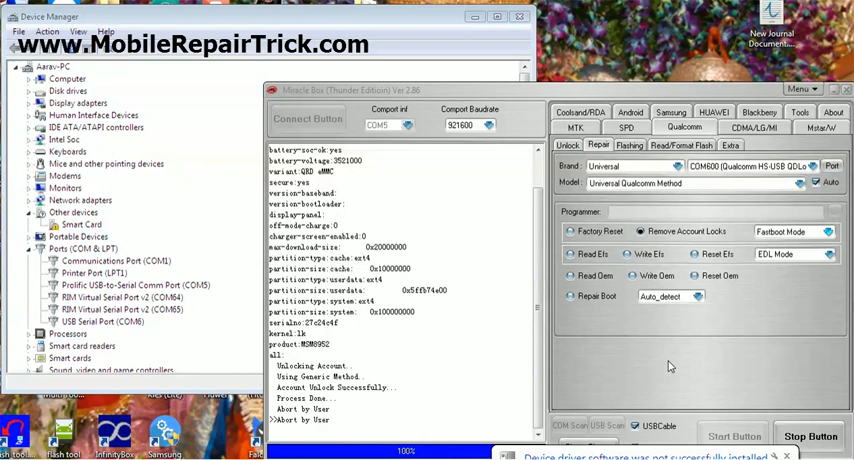 Device Manager
File Action View Help
www.MobileRepairTrick.com
Aarav-PC
Computer
Disk drives
Display adapters
Human Interface Devices
IDE ATA/ATAPI controllers
Intel Soc
Keyboards
Mice and other pointing devices
Modems
Monitors
Network adapters
Other devices
Smart Card
Portable Devices
Ports (COM & LPT)
Communications Port (COM1)
Printer Port (LPT1)
Prolific USB-to-Serial Comm Port (COM5)
RIM Virtual Serial Port v2 (COM64)
RIM Virtual Serial Port v2 (COM65)
USB Serial Port (COM6)
Processors
Smart card readers
Smart cards
Sound, video and game controllers
New Journal
Document....
Miracle Box (Thunder Edition) Ver 2.86
Menu
Connect Button
Comport inf
COM5
Comport Baudrate
921600
battery-soc-ok:yes
battery-voltage:3521000
variant:QRD eMMC
secure:yes
version-baseband:
version-bootloader:
display-panel:
off-mode-charge:0
charger-screen-enabled:0
max-download-size: 0x20000000
partition-type:cache:ext4
partition-size:cache: 0x10000000
partition-type:userdata:ext4
partition-size:userdata: 0x5ffb74e00
partition-type:system:ext4
partition-size:system: 0x100000000
serialno:27c24c4f
kernel:lk
product:MSM8952
all:
Unlocking Account..
Using Generic Method..
Account Unlock Successfully...
Process Done...
Abort by User
>>Abort by User
100%
Coolsand/RDA Android Samsung HUAWEI Blackberry Tools About
MTK SPD Qualcomm CDMA/LG/MI Mstar/W
Unlock Repair Flashing Read/Format Flash Extra
Brand : Universal COM600 (Qualcomm HS-USB QDLo Port
Model : Universal Qualcomm Method Auto
Programmer:
Factory Reset Remove Account Locks Fastboot Mode
Read Efs Write Efs Reset Efs EDL Mode
Read Oem Write Oem Reset Oem
Repair Boot Auto_detect
COM Scan USB Scan USBCable
Start Button Stop Button
Device driver software was not successfully installed
flash tool InfinityBox Samsung